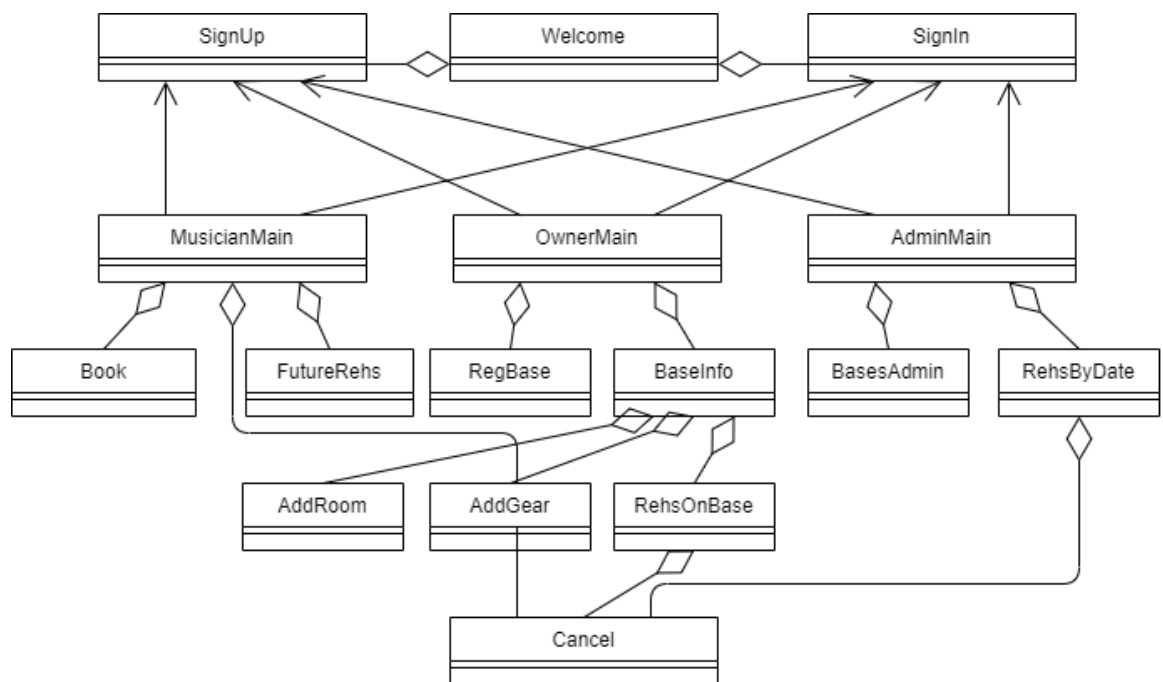 SignUp
Welcome
SignIn
MusicianMain
OwnerMain
AdminMain
Book
FutureRehs
RegBase
BaseInfo
BasesAdmin
RehsByDate
AddRoom
AddGear
RehsOnBase
Cancel